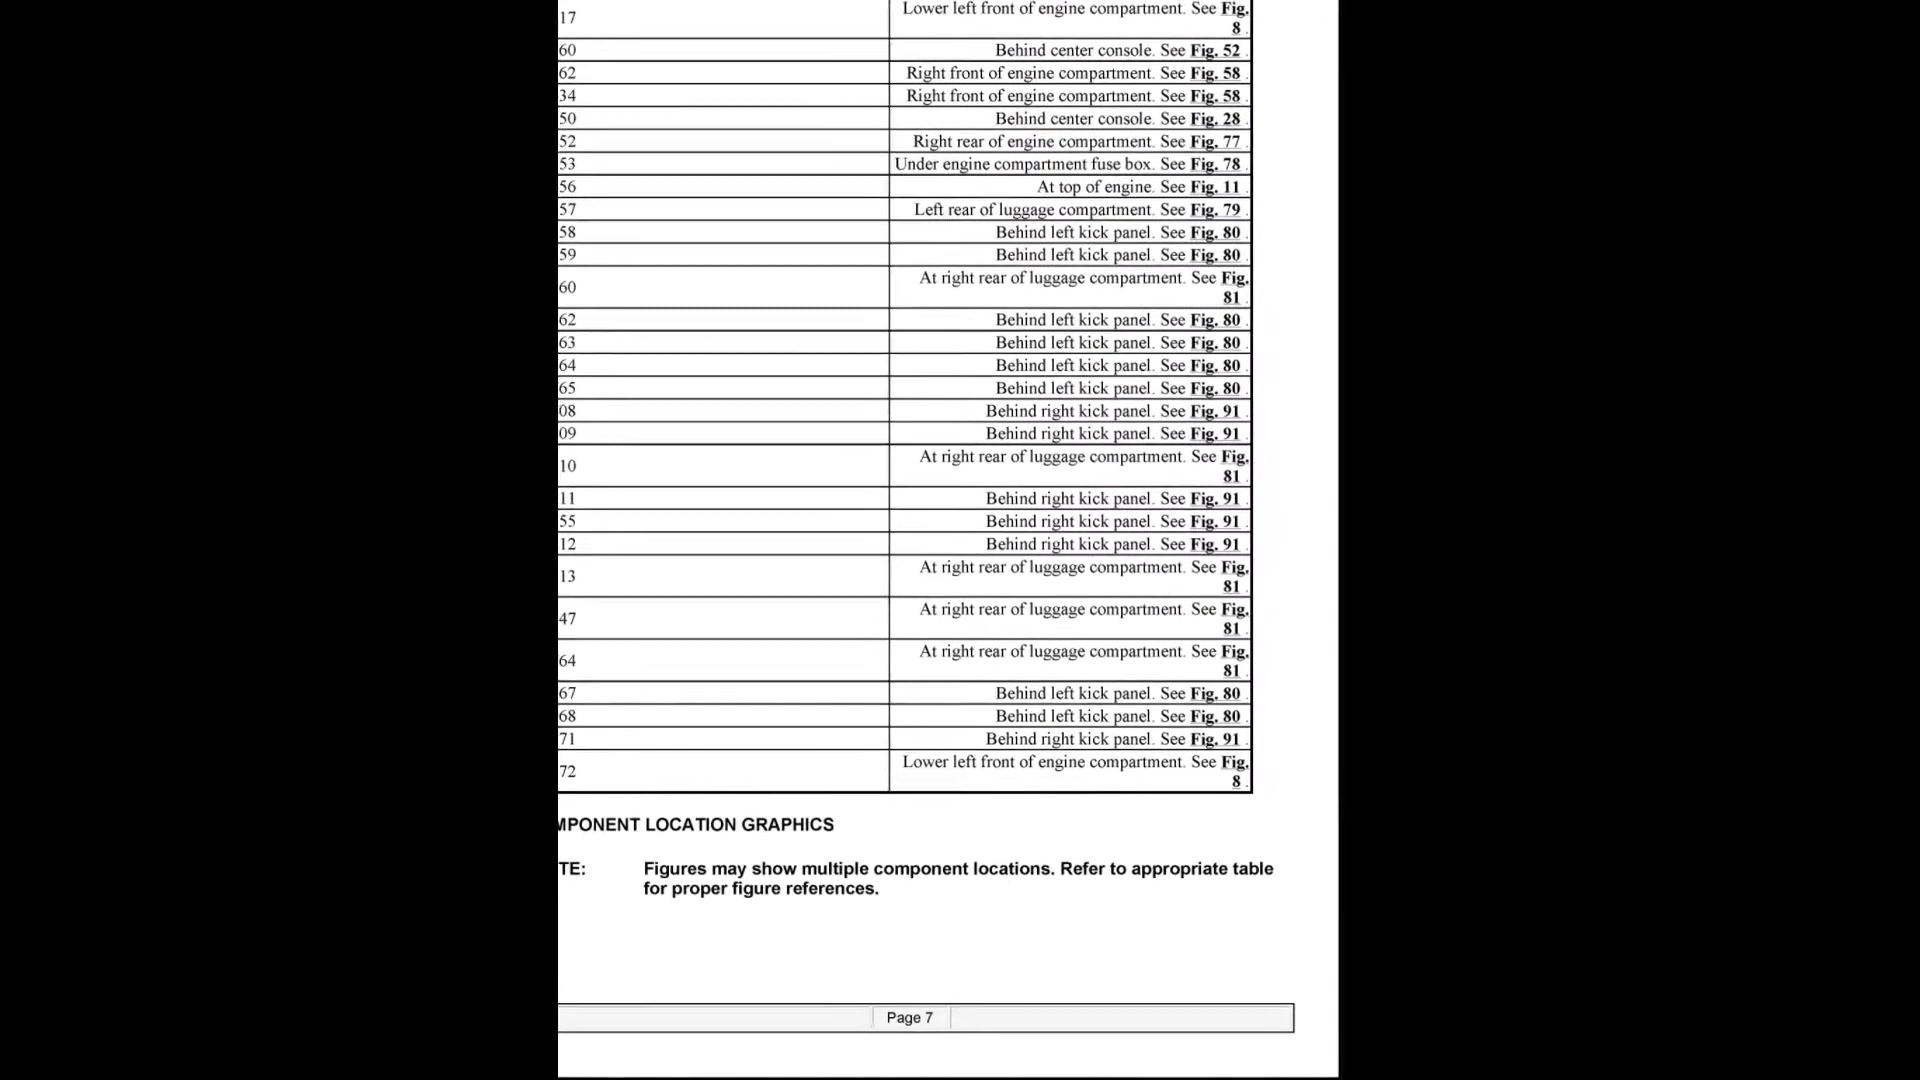 17 Lower left front of engine compartment. See Fig.
8 .
60 Behind center console. See Fig. 52 .
62 Right front of engine compartment. See Fig. 58 .
34 Right front of engine compartment. See Fig. 58 .
50 Behind center console. See Fig. 28 .
52 Right rear of engine compartment. See Fig. 77 .
53 Under engine compartment fuse box. See Fig. 78 .
56 At top of engine. See Fig. 11 .
57 Left rear of luggage compartment. See Fig. 79 .
58 Behind left kick panel. See Fig. 80 .
59 Behind left kick panel. See Fig. 80 .
60 At right rear of luggage compartment. See Fig.
81 .
62 Behind left kick panel. See Fig. 80 .
63 Behind left kick panel. See Fig. 80 .
64 Behind left kick panel. See Fig. 80 .
65 Behind left kick panel. See Fig. 80 .
08 Behind right kick panel. See Fig. 91 .
09 Behind right kick panel. See Fig. 91 .
10 At right rear of luggage compartment. See Fig.
81 .
11 Behind right kick panel. See Fig. 91 .
55 Behind right kick panel. See Fig. 91 .
12 Behind right kick panel. See Fig. 91 .
13 At right rear of luggage compartment. See Fig.
81 .
47 At right rear of luggage compartment. See Fig.
81 .
64 At right rear of luggage compartment. See Fig.
81 .
67 Behind left kick panel. See Fig. 80 .
68 Behind left kick panel. See Fig. 80 .
71 Behind right kick panel. See Fig. 91 .
72 Lower left front of engine compartment. See Fig.
8 .
MPONENT LOCATION GRAPHICS
TE: Figures may show multiple component locations. Refer to appropriate table
for proper figure references.
Page 7